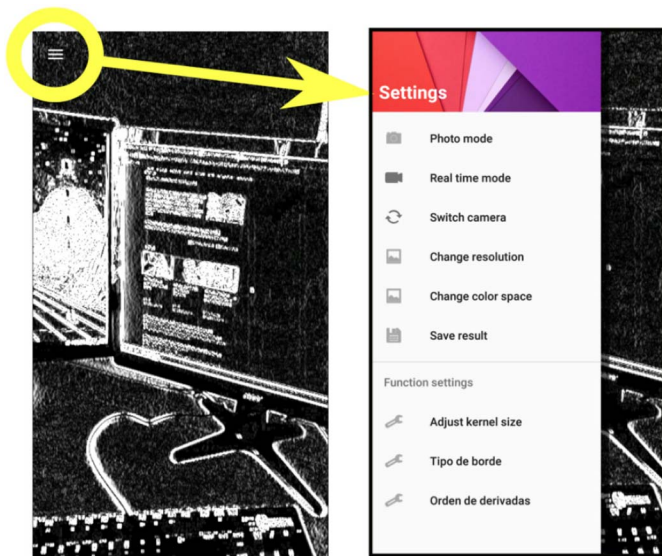 Settings
Photo mode
Real time mode
Switch camera
Change resolution
Change color space
Save result
Function settings
Adjust kernel size
Tipo de borde
Orden de derivadas